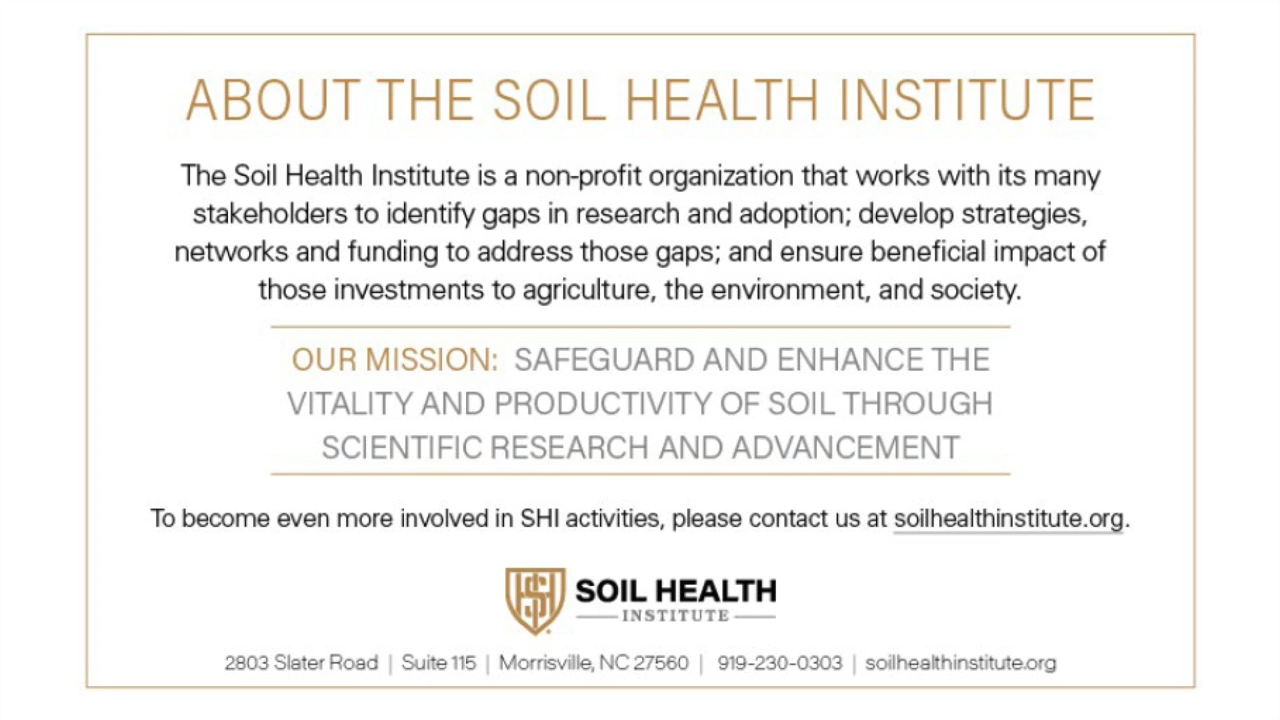 ABOUT THE SOIL HEALTH INSTITUTE
The Soil Health Institute is a non-profit organization that works with its many
stakeholders to identify gaps in research and adoption; develop strategies,
networks and funding to address those gaps; and ensure beneficial impact of
those investments to agriculture, the environment, and society.
OUR MISSION: SAFEGUARD AND ENHANCE THE
VITALITY AND PRODUCTIVITY OF SOIL THROUGH
SCIENTIFIC RESEARCH AND ADVANCEMENT
To become even more involved in SHI activities, please contact us at soilhealthinstitute.org.
SHI
SOIL HEALTH
INSTITUTE
2803 Slater Road | Suite 115 | Morrisville, NC 27560 | 919-230-0303 | soilhealthinstitute.org